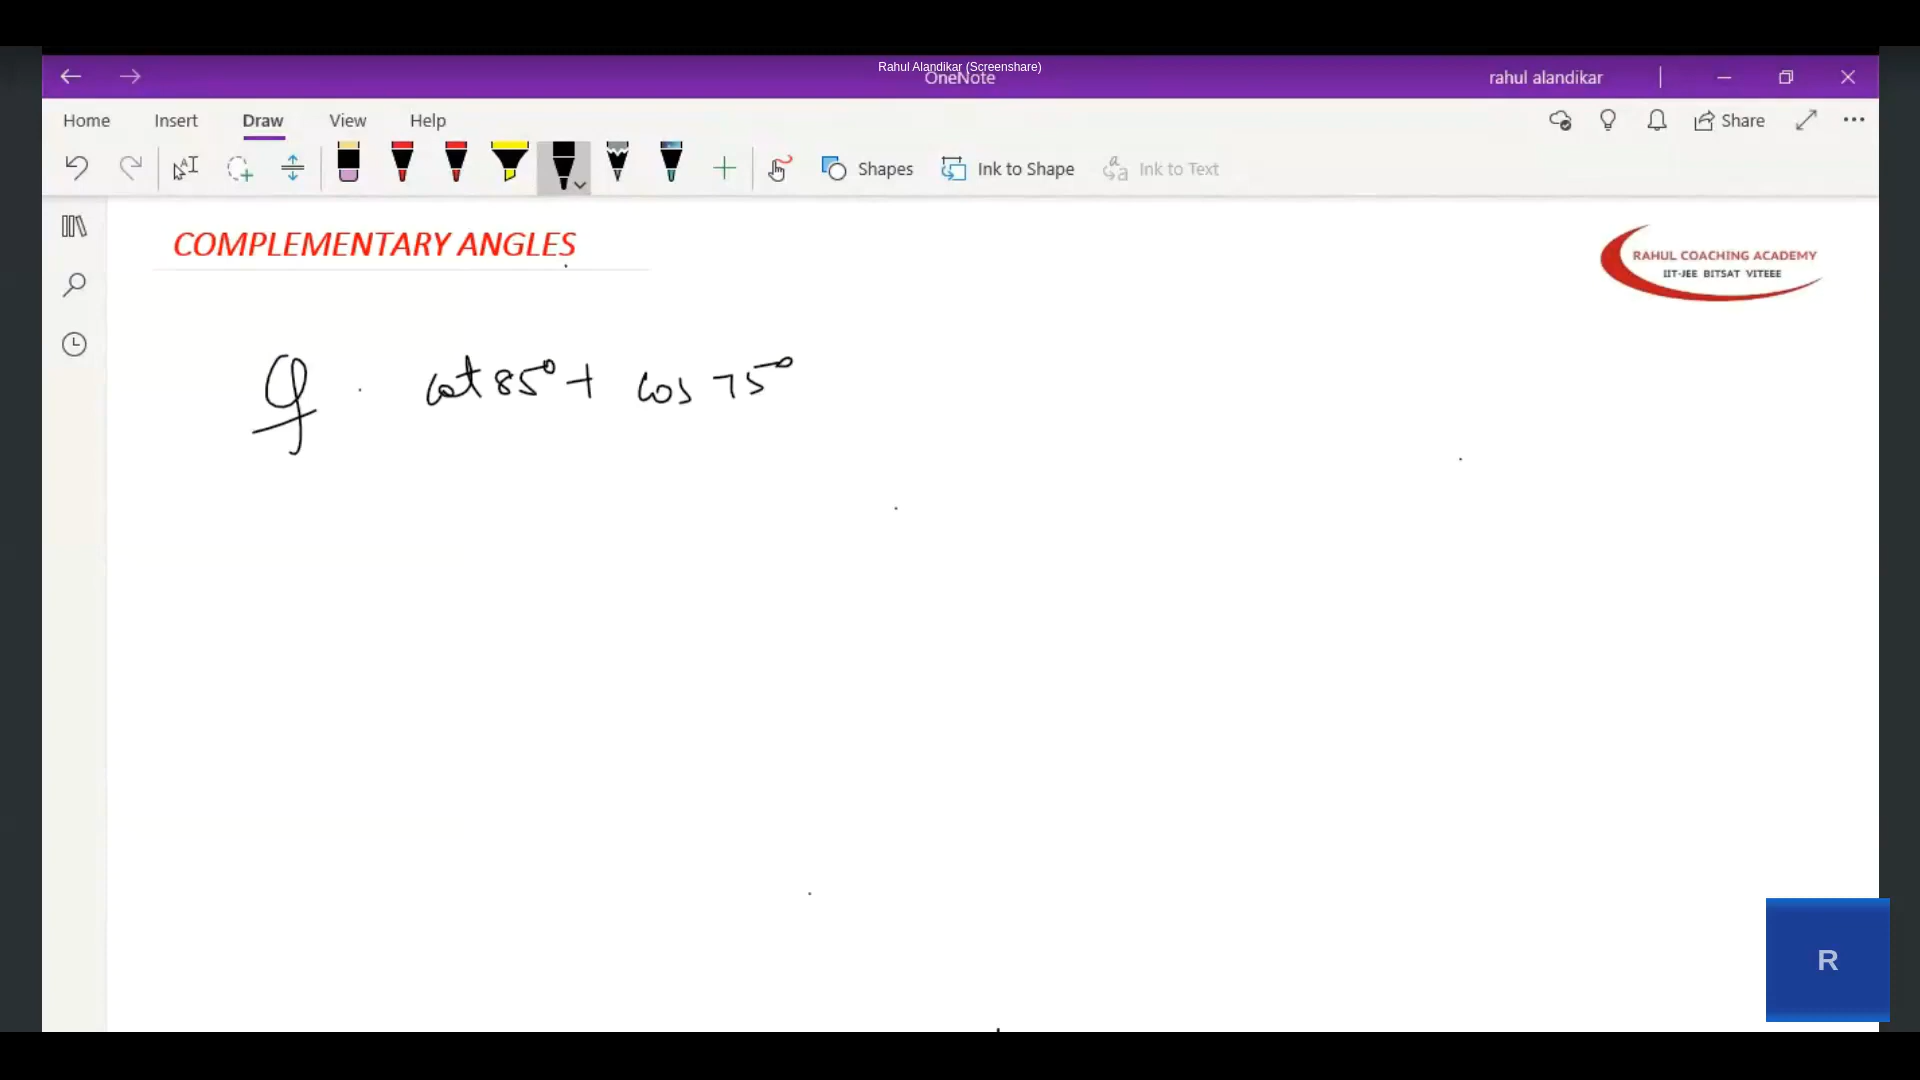 Rahul Alandikar (Screenshare)
OneNote
rahul alandikar
Home Insert Draw View Help
Share
Shapes Ink to Shape Ink to Text
COMPLEMENTARY ANGLES
RAHUL COACHING ACADEMY
IIT-JEE BITSAT VITEEE
Q. cot 85° + cos 75°
R